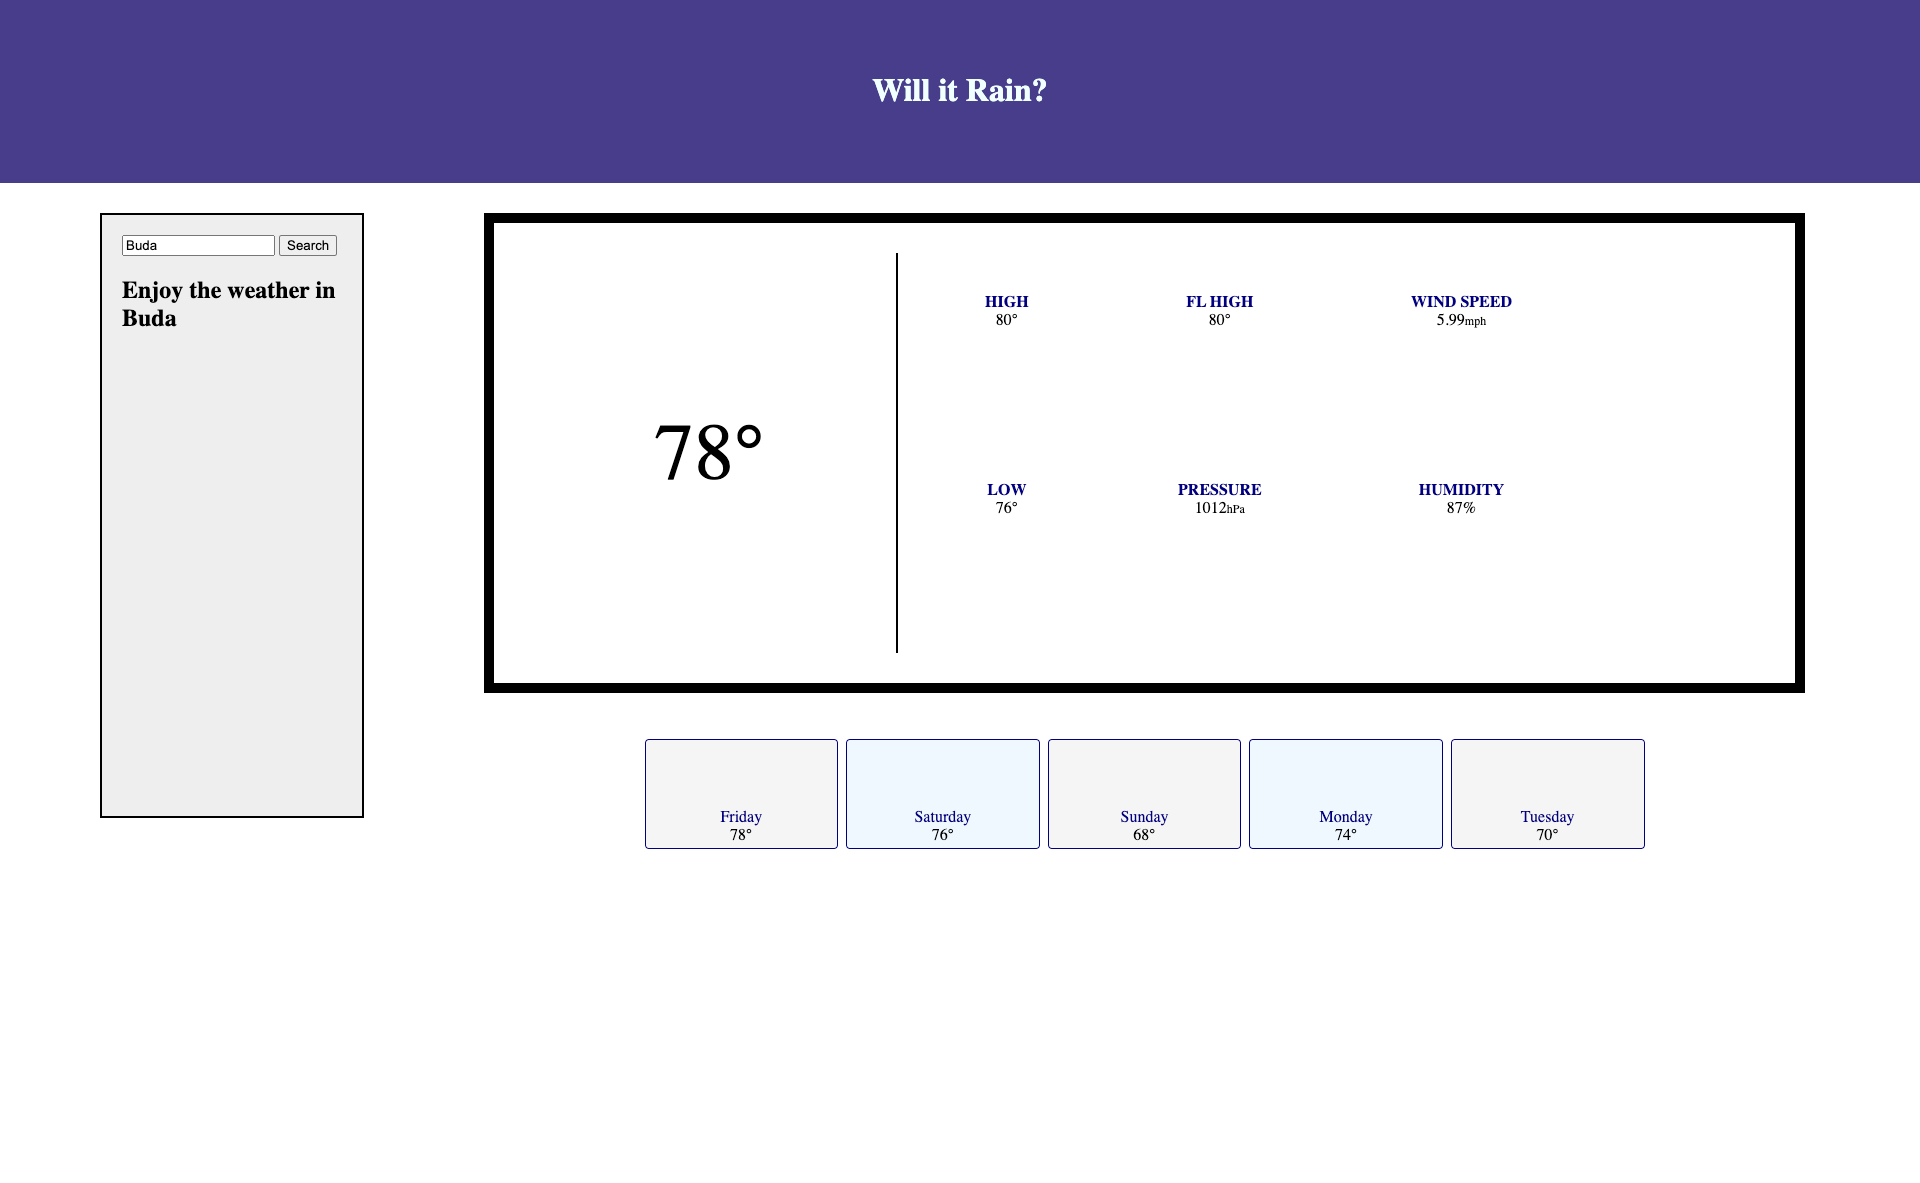 Will it Rain?
Buda Search
Enjoy the weather in
Buda
78°
HIGH FL HIGH WIND SPEED
80° 80° 5.99mph
LOW PRESSURE HUMIDITY
76° 1012hPa 87%
Friday Saturday Sunday Monday Tuesday
78° 76° 68° 74° 70°